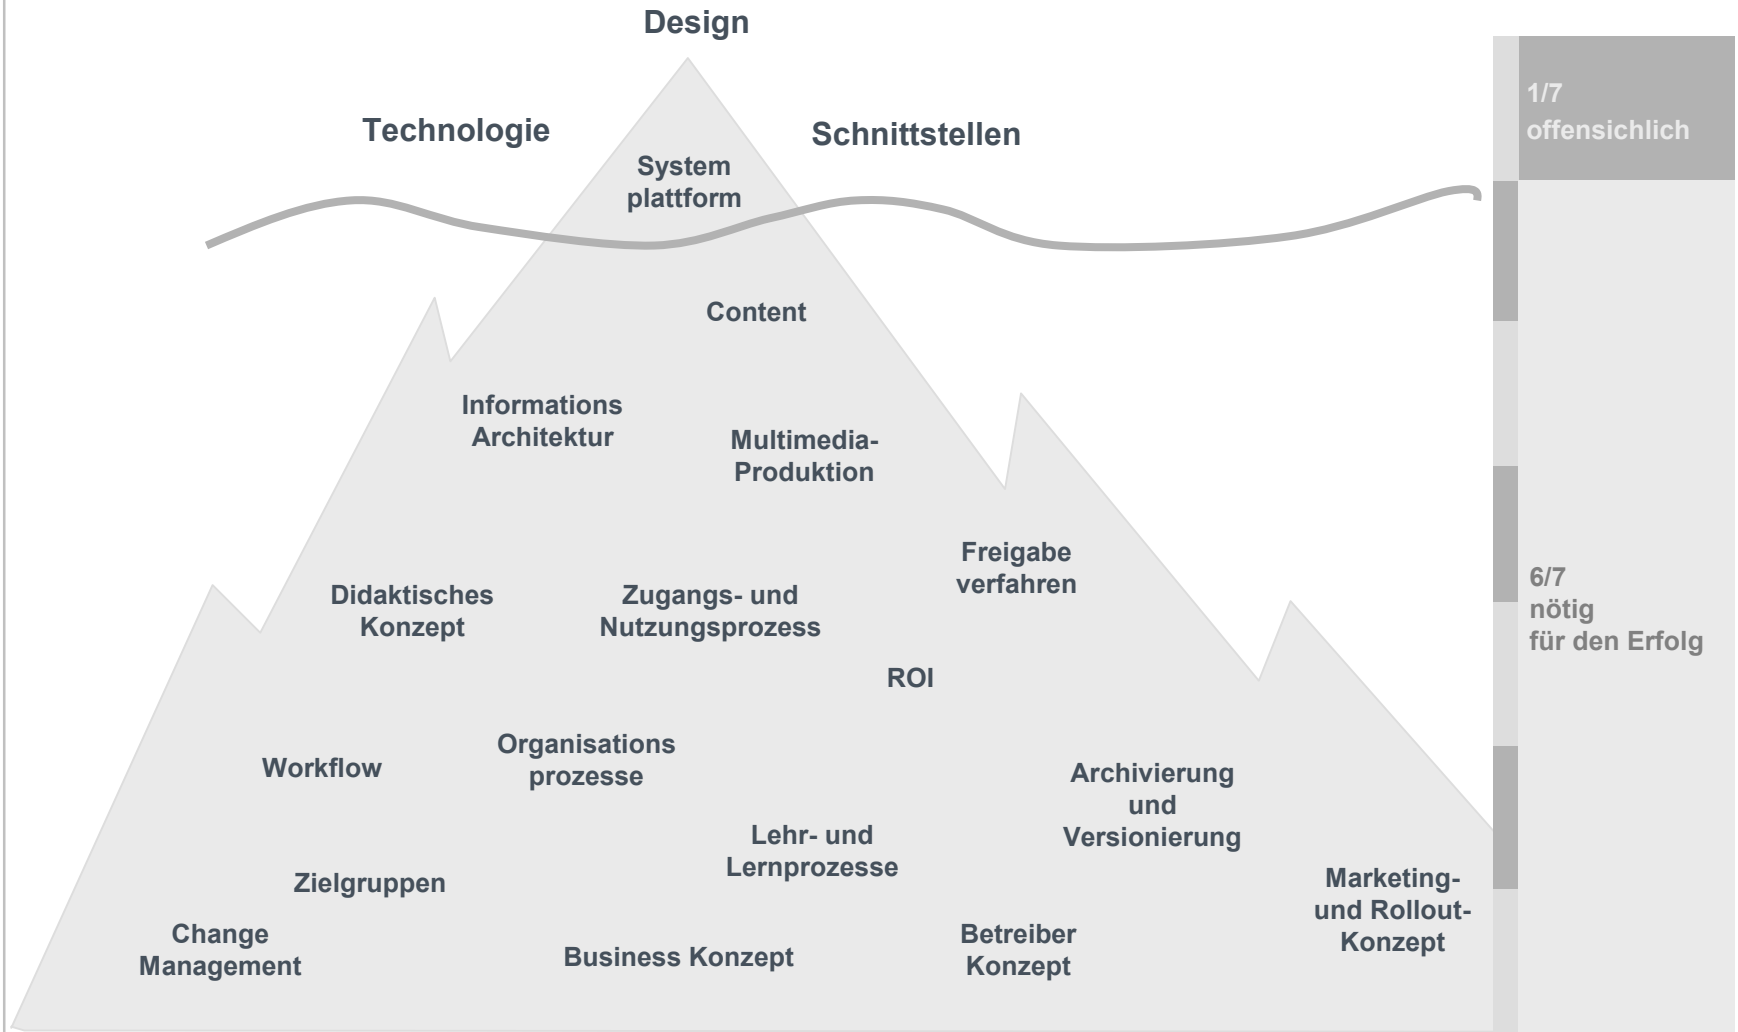 Design
Technologie
Schnittstellen
System
plattform
1/7
offensichlich
Content
Informations
Architektur
Multimedia-
Produktion
Freigabe
verfahren
Didaktisches
Konzept
Zugangs- und
Nutzungsprozess
6/7
nötig
für den Erfolg
ROI
Workflow
Organisations
prozesse
Archivierung
und
Versionierung
Lehr- und
Lernprozesse
Zielgruppen
Marketing-
und Rollout-
Konzept
Change
Management
Business Konzept
Betreiber
Konzept